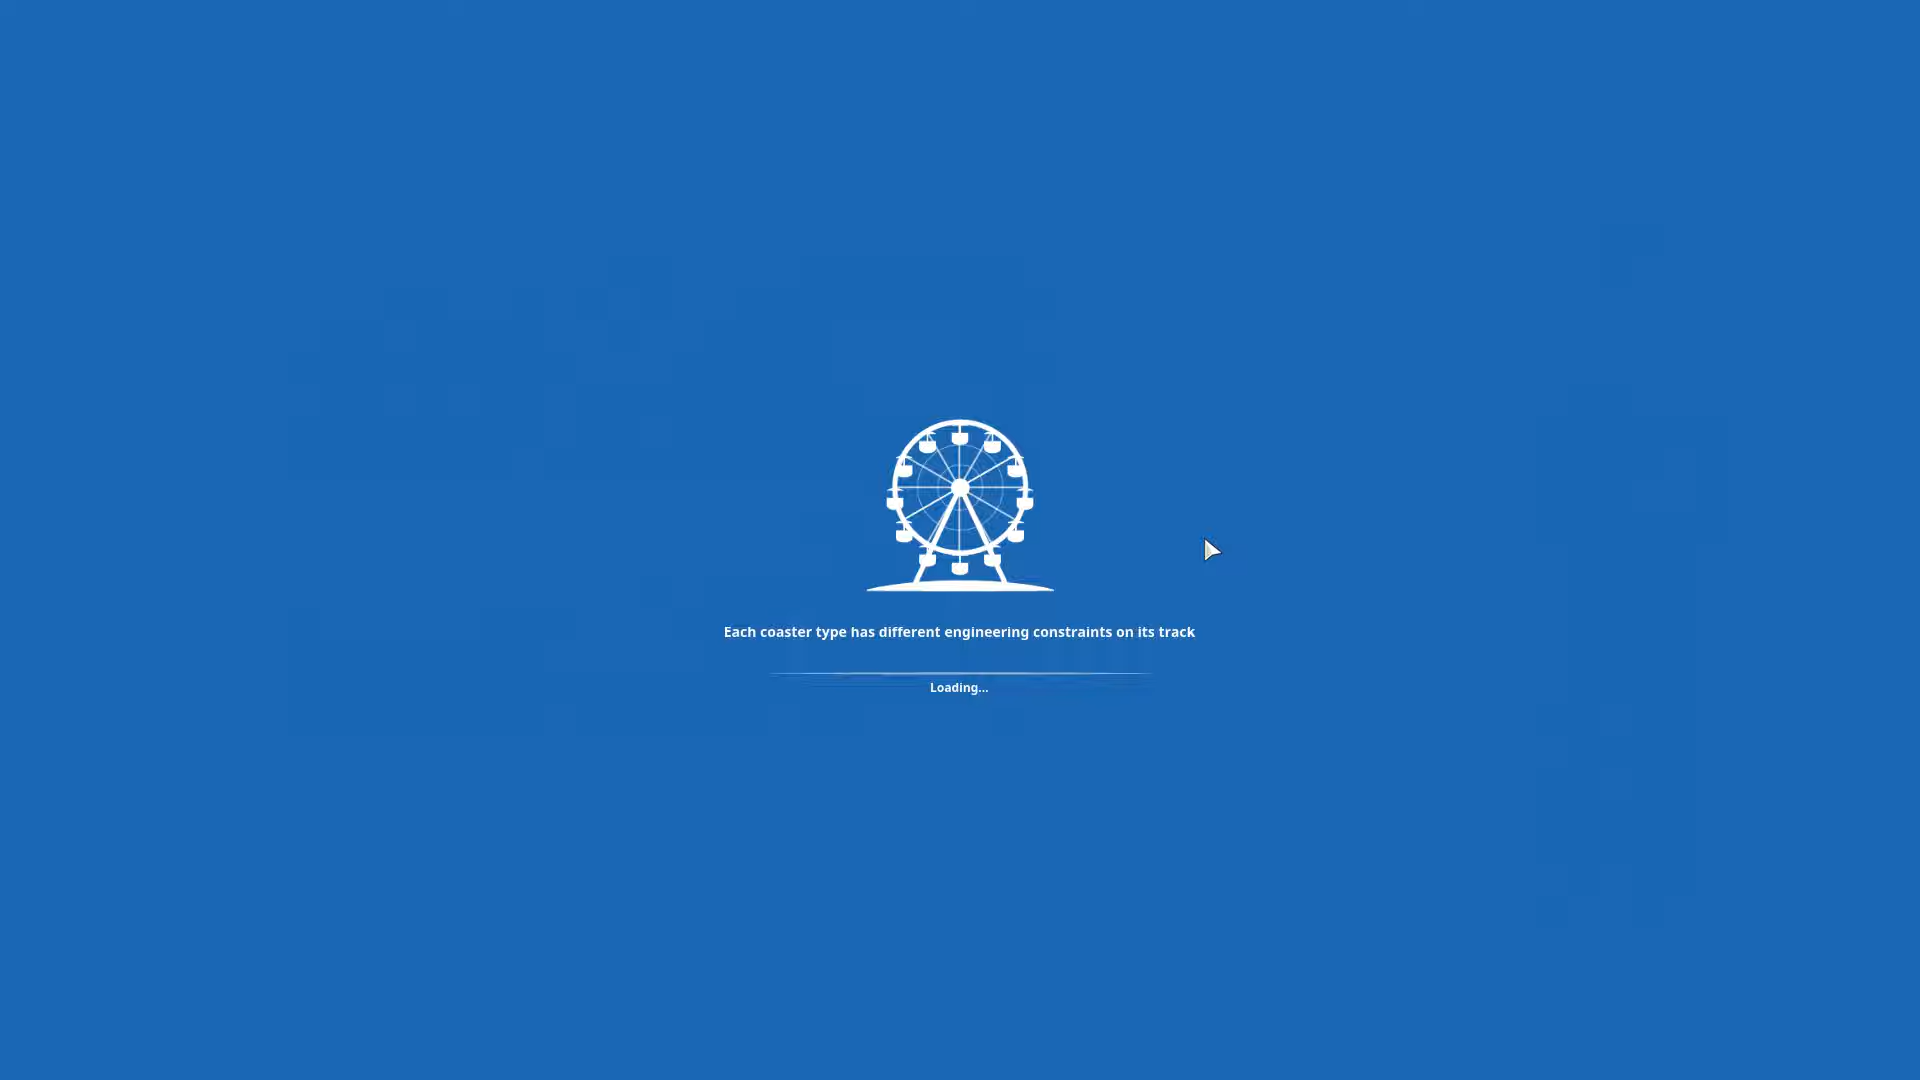 Each coaster type has different engineering constraints on its track
Loading...